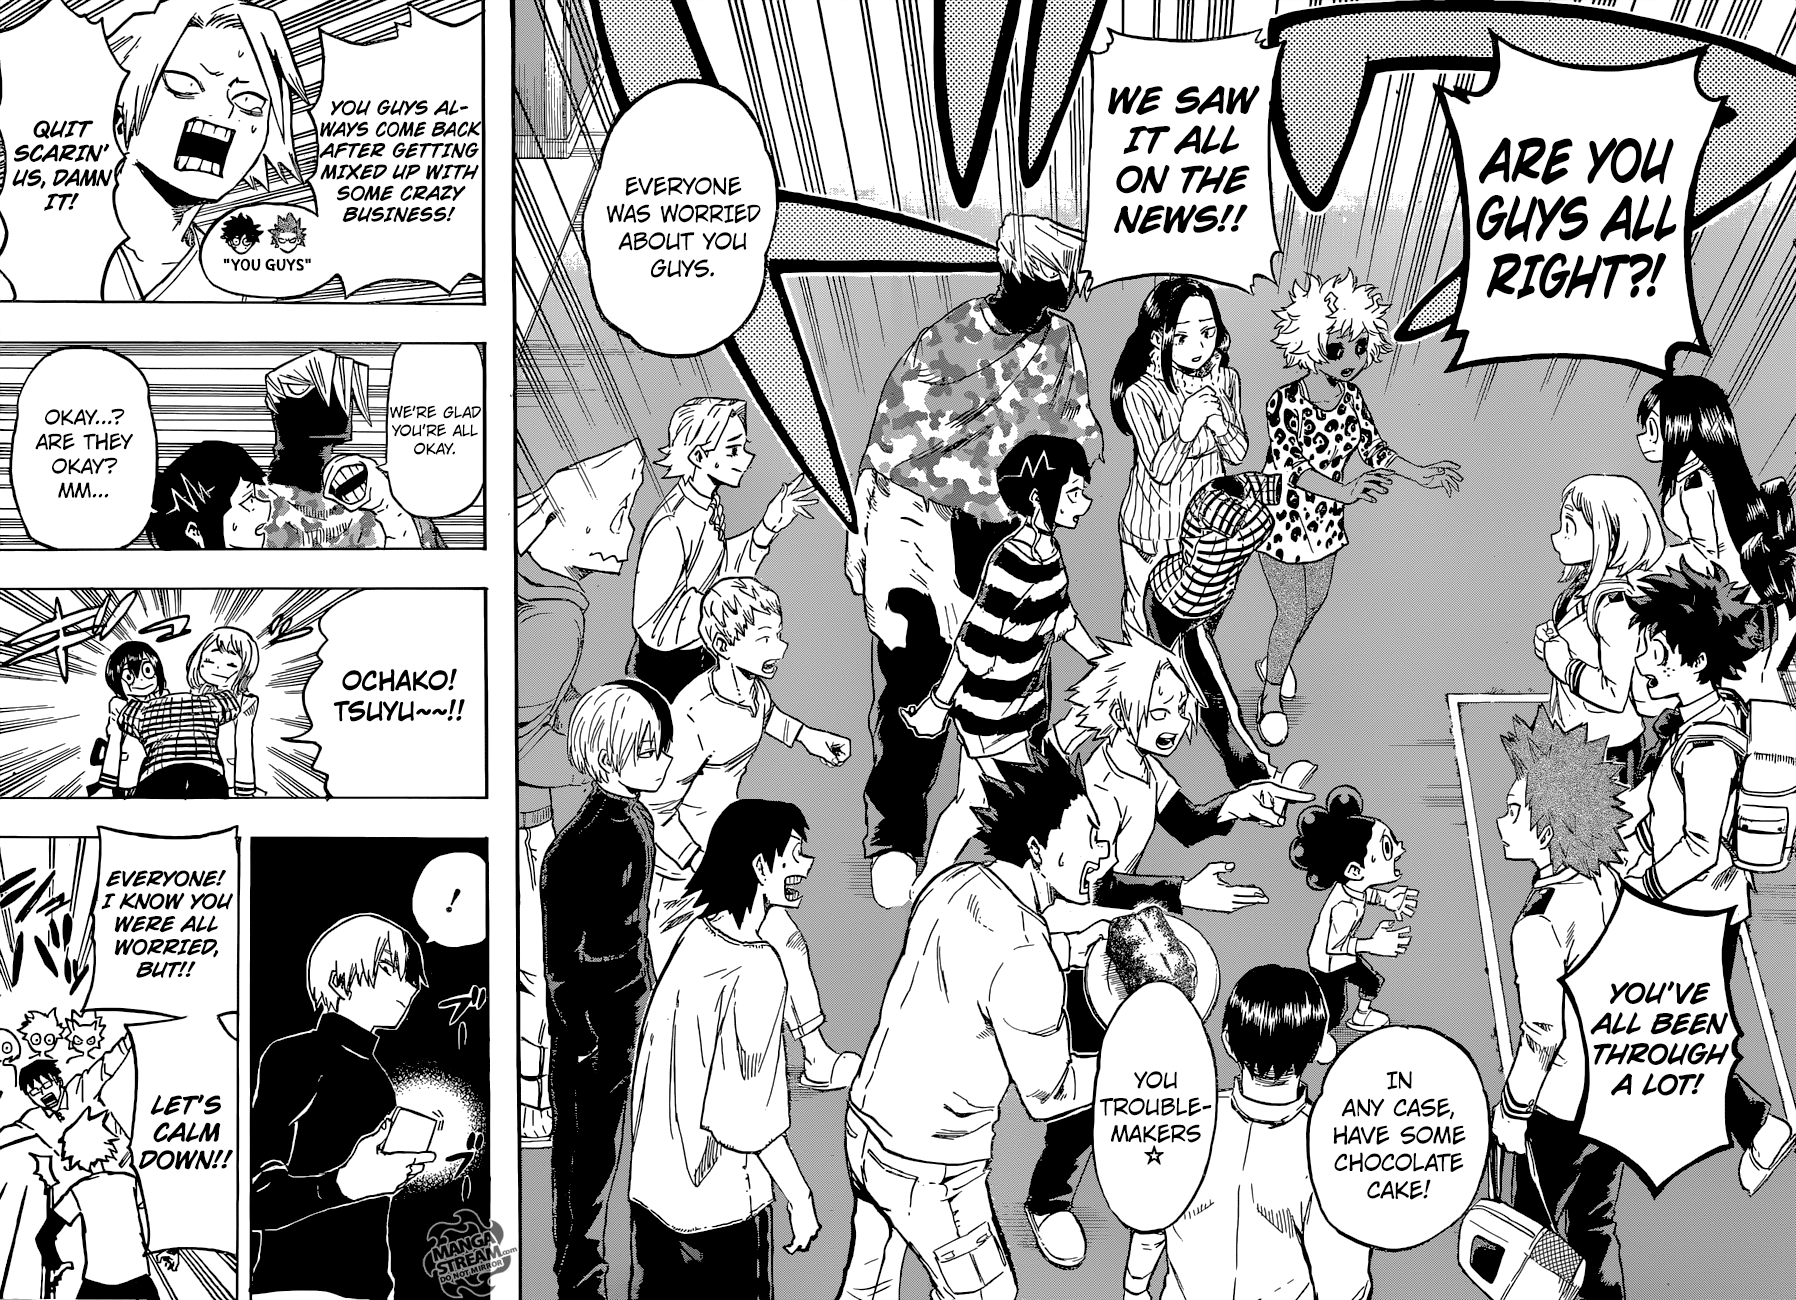 ARE YOU
GUYS ALL
RIGHT?!
WE SAW
IT ALL
ON THE
NEWS!!
EVERYONE
WAS WORRIED
ABOUT YOU
GUYS.
YOU'VE
ALL BEEN
THROUGH
A LOT!
IN
ANY CASE,
HAVE SOME
CHOCOLATE
CAKE!
YOU
TROUBLE-
MAKERS
☆
YOU GUYS AL-
WAYS COME BACK
AFTER GETTING
MIXED UP WITH
SOME CRAZY
BUSINESS!
"YOU GUYS"
QUIT
SCARIN'
US, DAMN
IT!
WE'RE GLAD
YOU'RE ALL
OKAY.
OKAY...?
ARE THEY
OKAY?
MM...
OCHAKO!
TSUYU~~!!
!
EVERYONE!
I KNOW YOU
WERE ALL
WORRIED,
BUT!!
LET'S
CALM
DOWN!!
MANGA
STREAM.com
DO NOT MIRROR